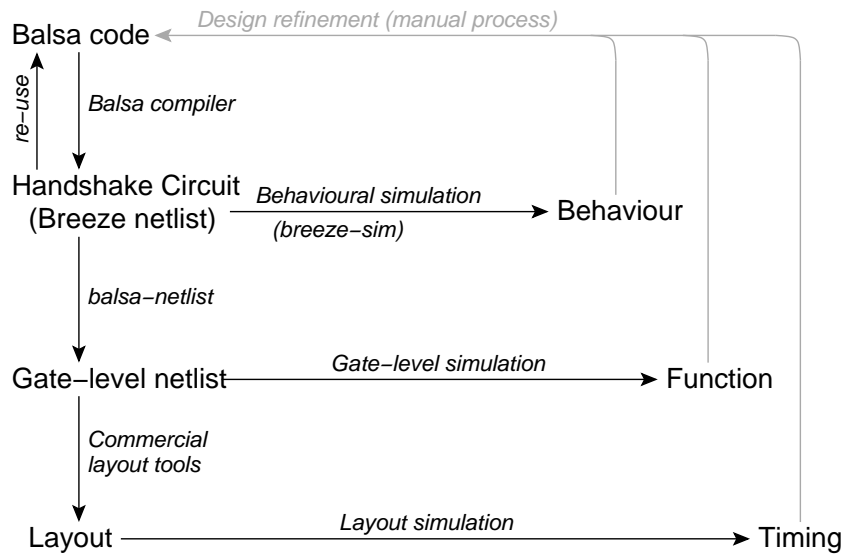 Design refinement (manual process)
Balsa code
re−use
Balsa compiler
Handshake Circuit
(Breeze netlist)
Behavioural simulation
(breeze−sim)
Behaviour
balsa−netlist
Gate−level netlist
Gate−level simulation
Function
Commercial
layout tools
Layout
Layout simulation
Timing